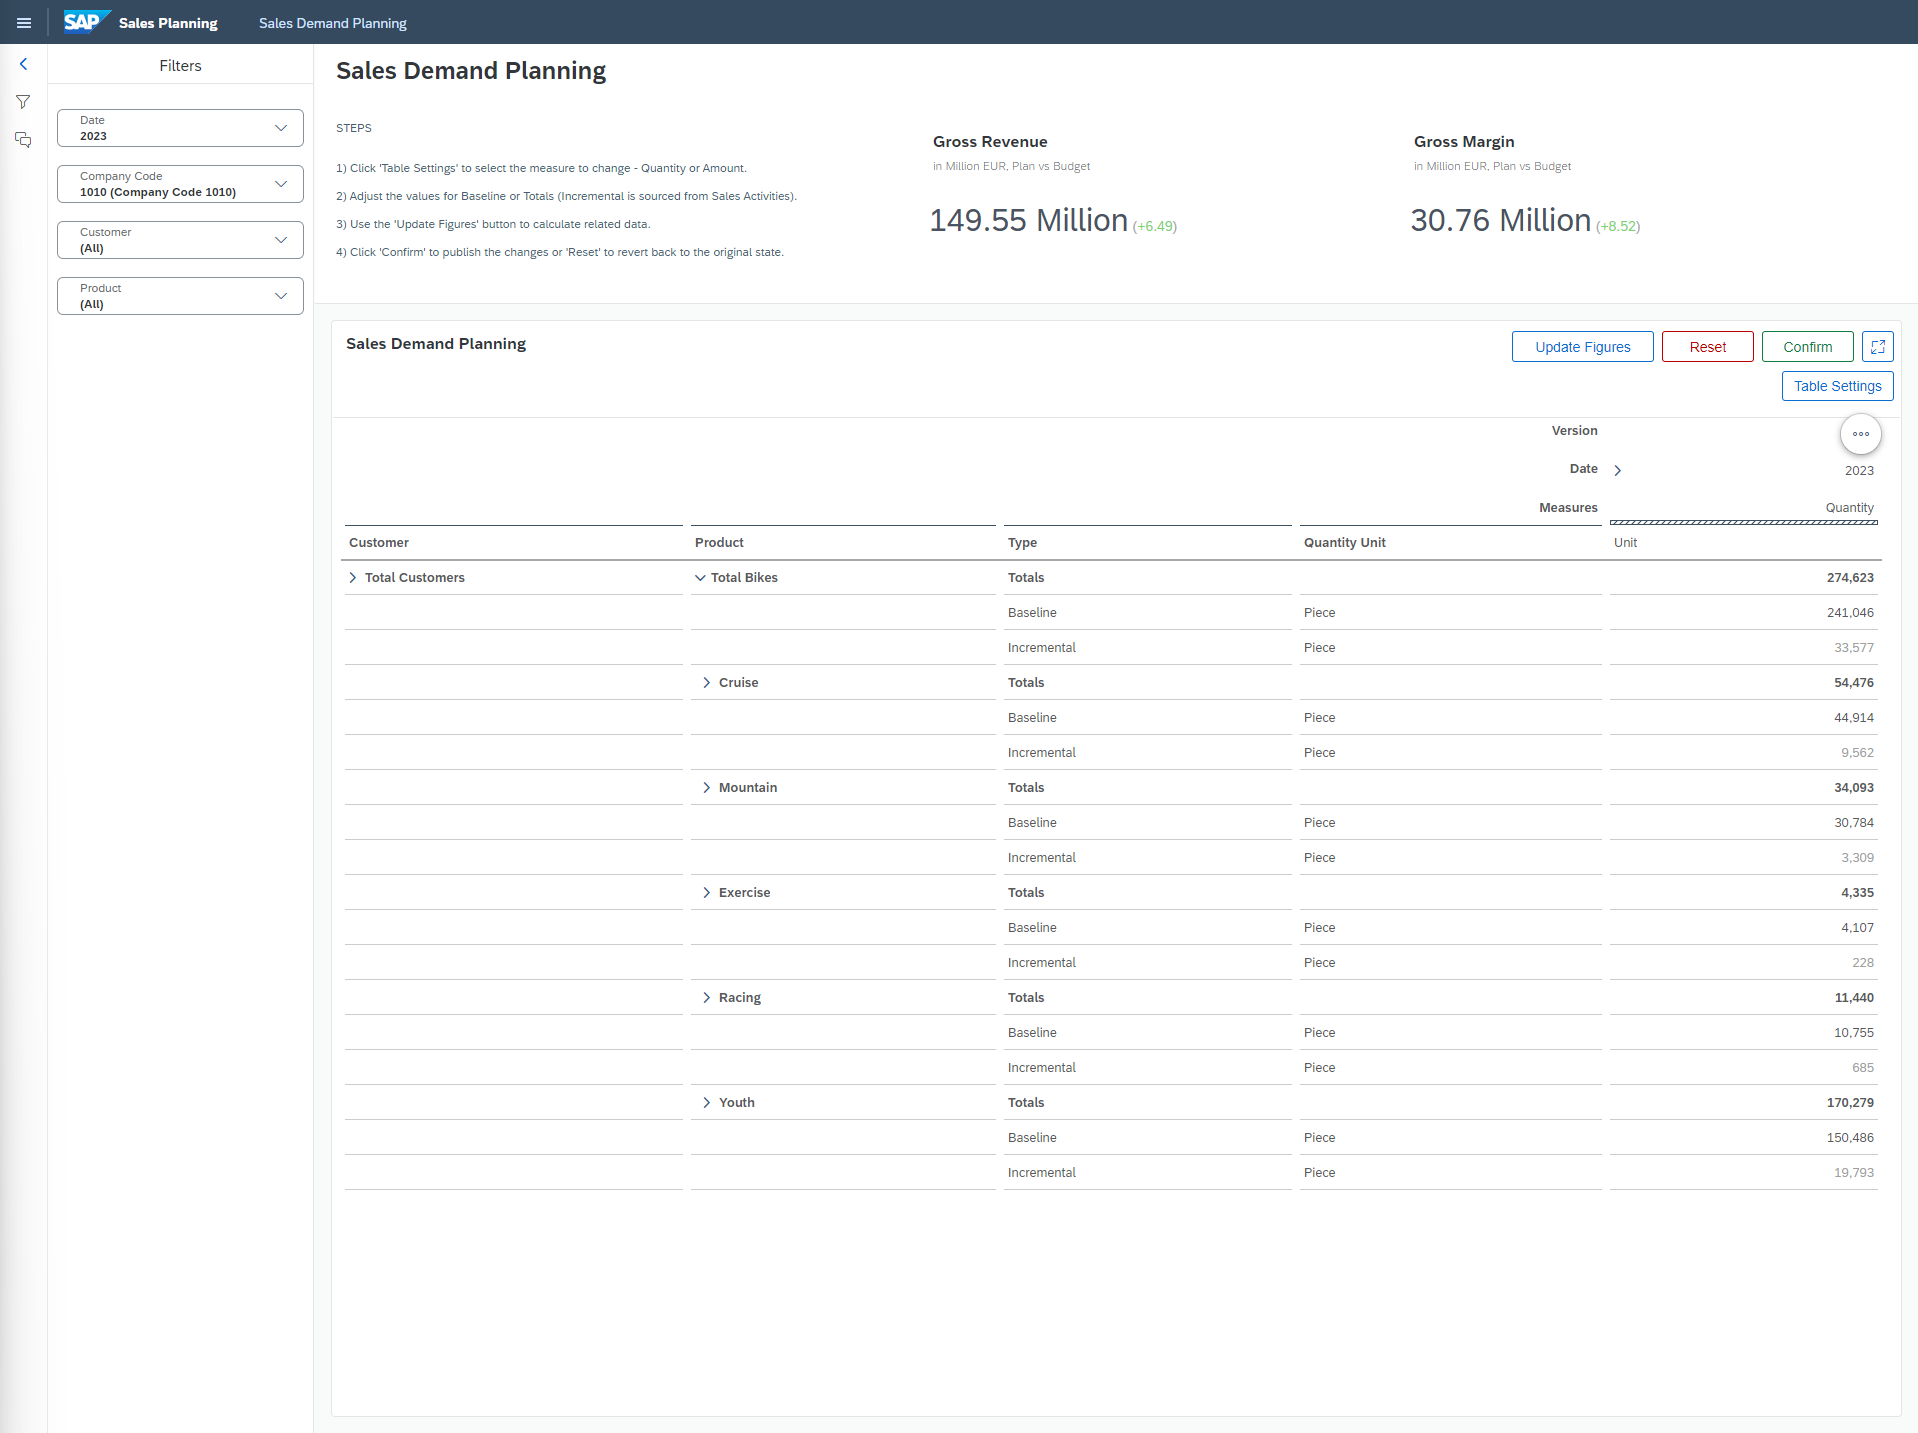 SAP Sales Planning Sales Demand Planning
Filters
Date
2023
Company Code
1010 (Company Code 1010)
Customer
(All)
Product
(All)
Sales Demand Planning
STEPS
1) Click 'Table Settings' to select the measure to change - Quantity or Amount.
2) Adjust the values for Baseline or Totals (Incremental is sourced from Sales Activities).
3) Use the 'Update Figures' button to calculate related data.
4) Click 'Confirm' to publish the changes or 'Reset' to revert back to the original state.
Gross Revenue
in Million EUR, Plan vs Budget
149.55 Million (+6.49)
Gross Margin
in Million EUR, Plan vs Budget
30.76 Million (+8.52)
Sales Demand Planning
Update Figures Reset Confirm
Table Settings
Version
Date 2023
Measures Quantity
Customer Product Type Quantity Unit Unit
Total Customers Total Bikes Totals 274,623
Baseline Piece 241,046
Incremental Piece 33,577
Cruise Totals 54,476
Baseline Piece 44,914
Incremental Piece 9,562
Mountain Totals 34,093
Baseline Piece 30,784
Incremental Piece 3,309
Exercise Totals 4,335
Baseline Piece 4,107
Incremental Piece 228
Racing Totals 11,440
Baseline Piece 10,755
Incremental Piece 685
Youth Totals 170,279
Baseline Piece 150,486
Incremental Piece 19,793